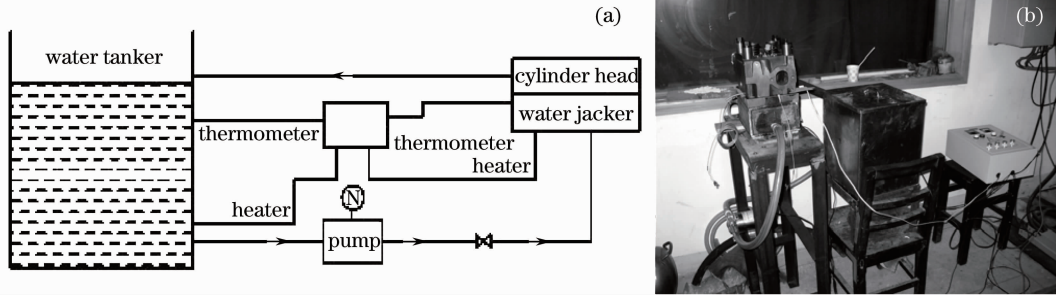 (a)
(b)
water tanker
cylinder head
water jacker
thermometer
thermometer
heater
heater
N
pump